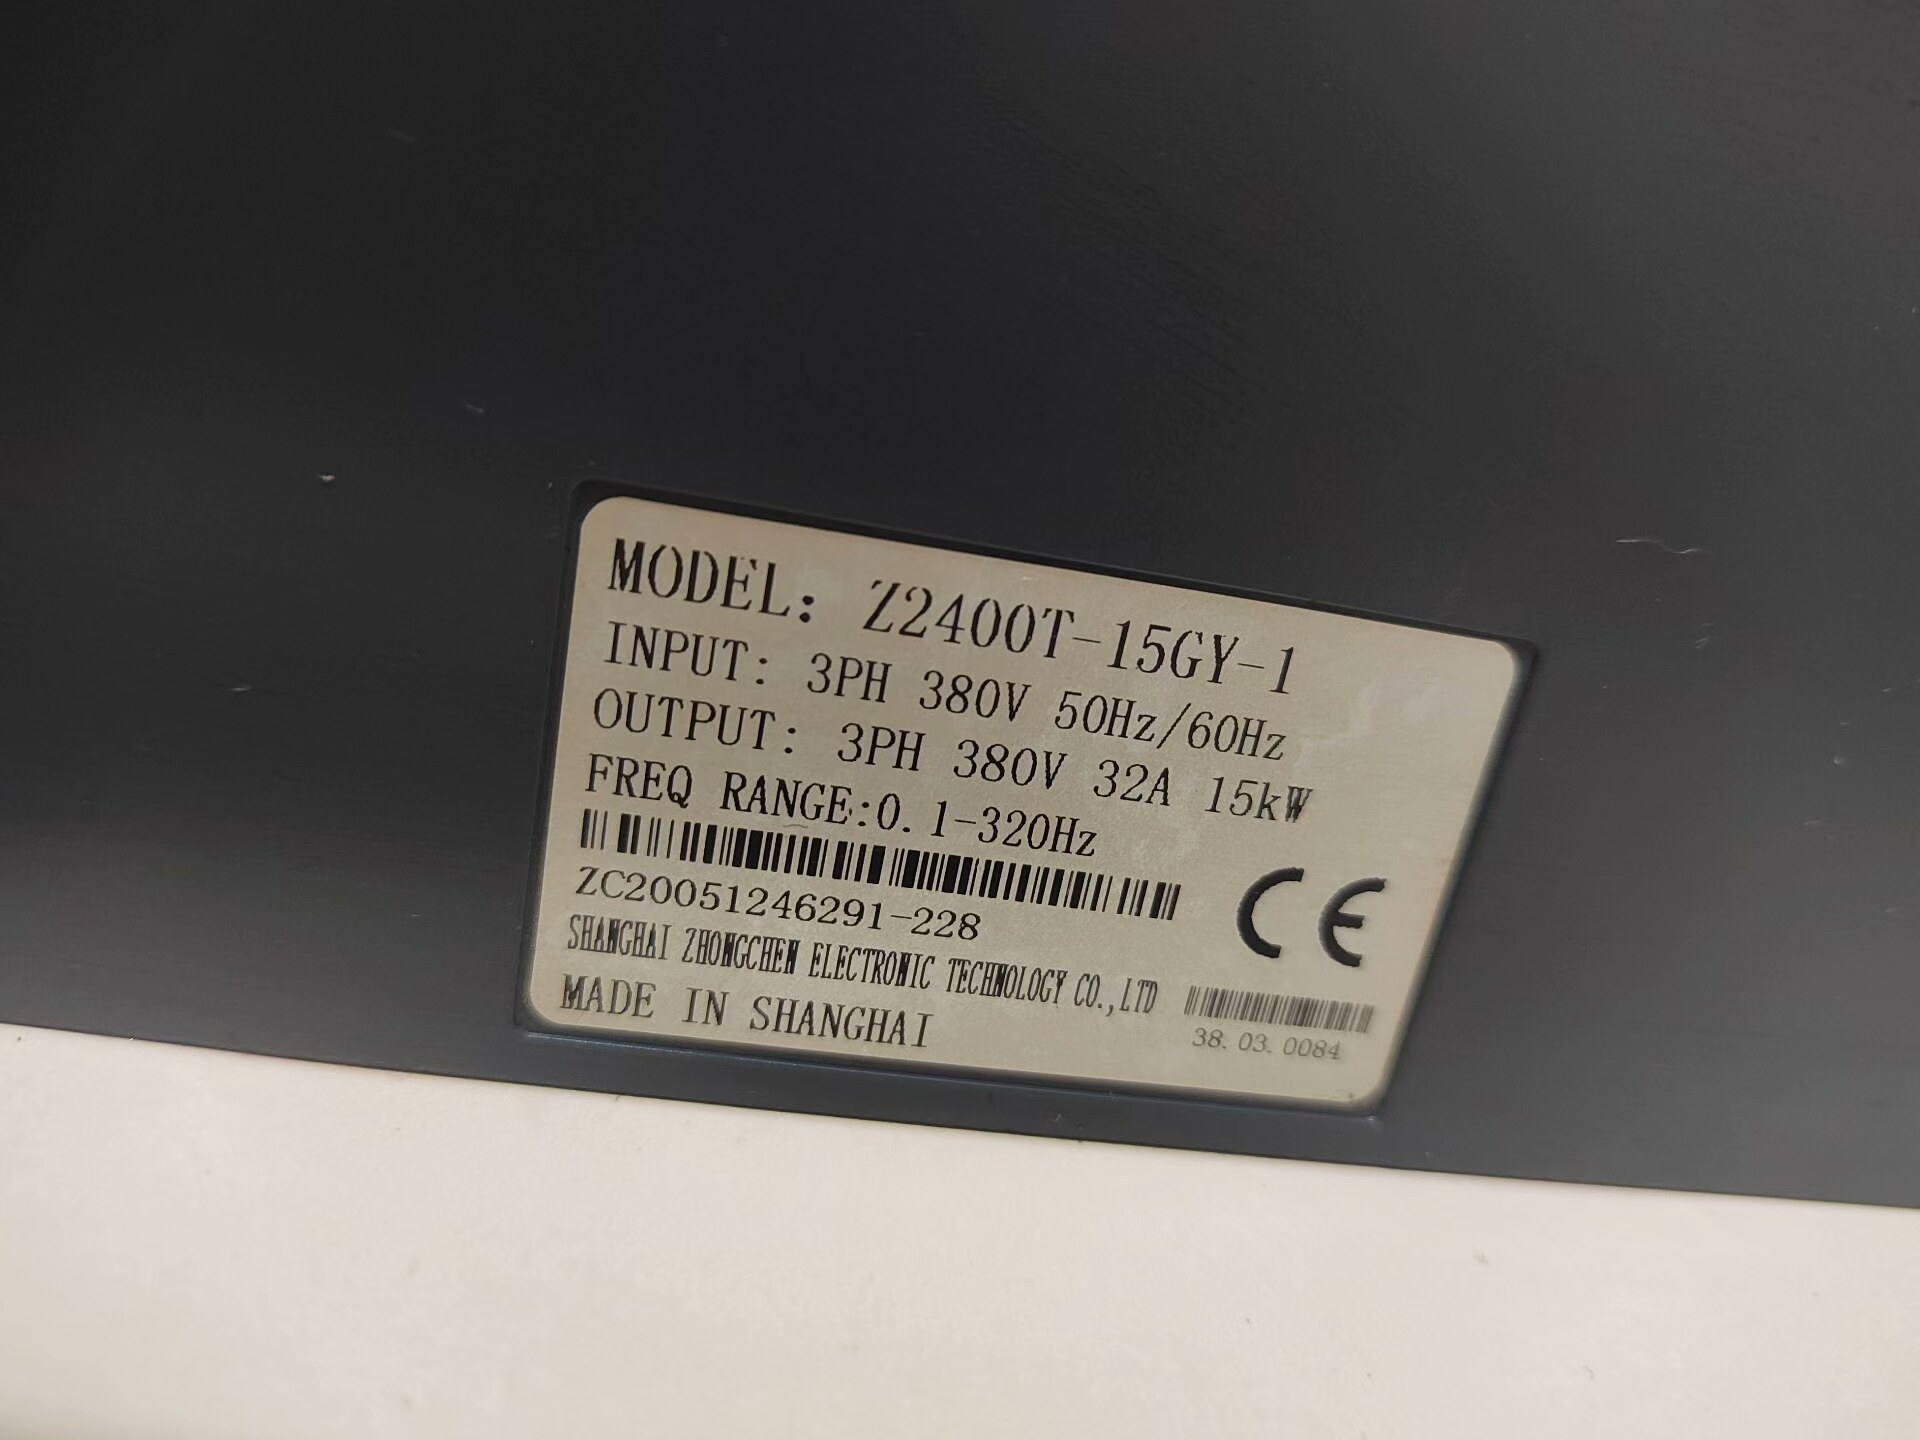 MODEL: Z2400T-15GY-1
INPUT: 3PH 380V 50Hz/60Hz
OUTPUT: 3PH 380V 32A 15kW
FREQ RANGE:0.1-320Hz
ZC20051246291-228
CE
SHANGHAI ZHONGCHEN ELECTRONIC TECHNOLOGY CO.,LTD
MADE IN SHANGHAI
38.03.0084